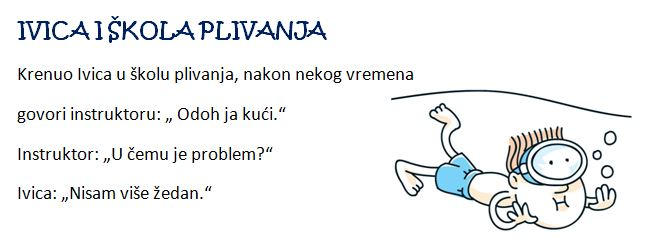 IVICA I ŠKOLA PLIVANJA
Krenuo Ivica u školu plivanja, nakon nekog vremena
govori instruktoru: „ Odoh ja kući.“
Instruktor: „U čemu je problem?“
Ivica: „Nisam više žedan.“